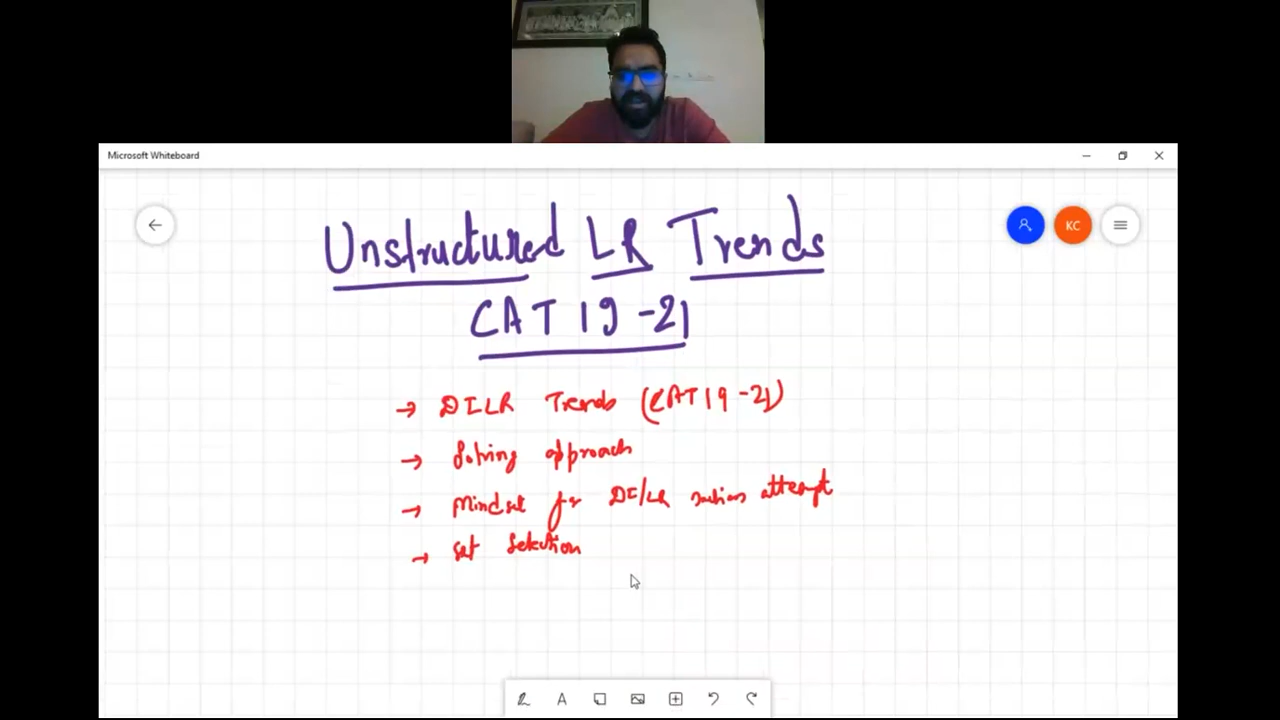 Microsoft Whiteboard
KC
Unstructured LR Trends
CAT 19-21
→ DILR Trends (CAT 19-21)
→ Solving approach
→ Mindset for DI/LR section attempt
→ Set Selection
A